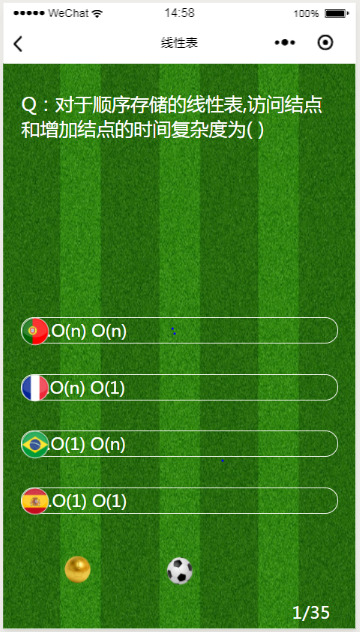 WeChat
14:58
100%
线性表
Q：对于顺序存储的线性表,访问结点
和增加结点的时间复杂度为( )
.O(n) O(n)
.O(n) O(1)
O(1) O(n)
.O(1) O(1)
1/35